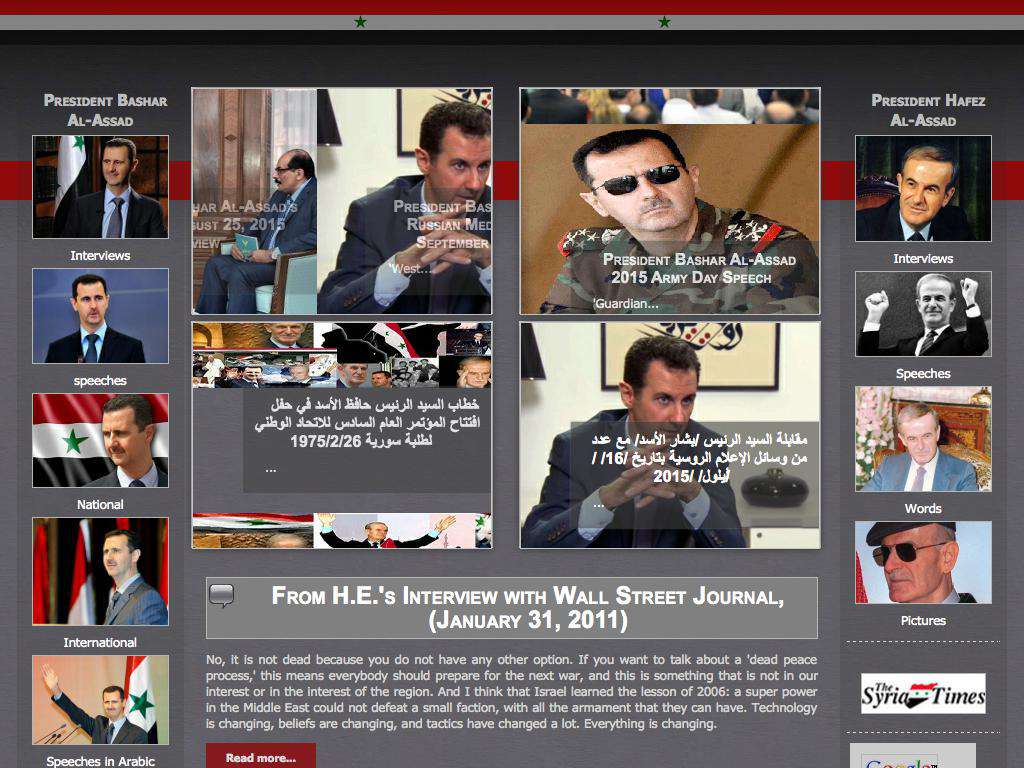 President Bashar
Al-Assad
Interviews
speeches
National
International
Speeches in Arabic
har Al-Assad's
ust 25, 2015
view
President Bas
Russian Med
September
'West...
President Bashar Al-Assad
2015 Army Day Speech
'Guardian...
خطاب السيد الرئيس حافظ الأسد في حفل
افتتاح المؤتمر العام السادس للاتحاد الوطني
لطلبة سورية 1975/2/26
...
مقابلة السيد الرئيس /بشار الأسد/ مع عدد
من وسائل الإعلام الروسية بتاريخ /16/ /
أيلول/ /2015
...
From H.E.'s Interview with Wall Street Journal,
(January 31, 2011)
No, it is not dead because you do not have any other option. If you want to talk about a 'dead peace
process,' this means everybody should prepare for the next war, and this is something that is not in our
interest or in the interest of the region. And I think that Israel learned the lesson of 2006: a super power
in the Middle East could not defeat a small faction, with all the armament that they can have. Technology
is changing, beliefs are changing, and tactics have changed a lot. Everything is changing.
Read more...
President Hafez
Al-Assad
Interviews
Speeches
Words
Pictures
The
Syria Times
Google™